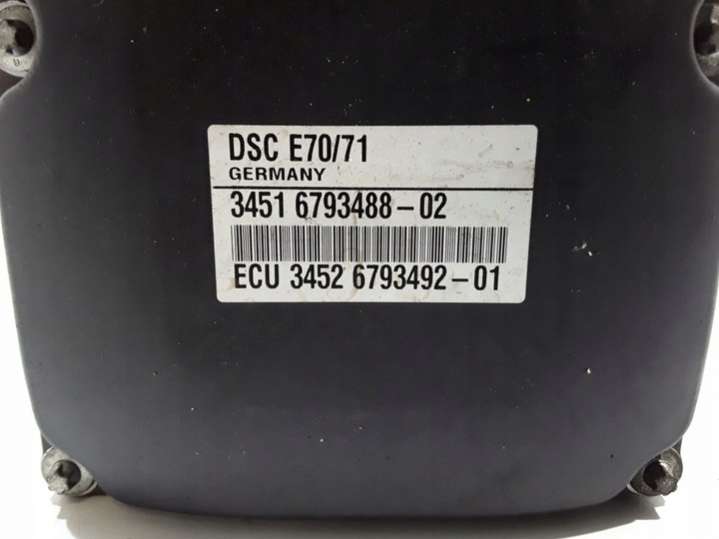 DSC E70/71
GERMANY
3451 6793488-02
ECU 3452 6793492-01